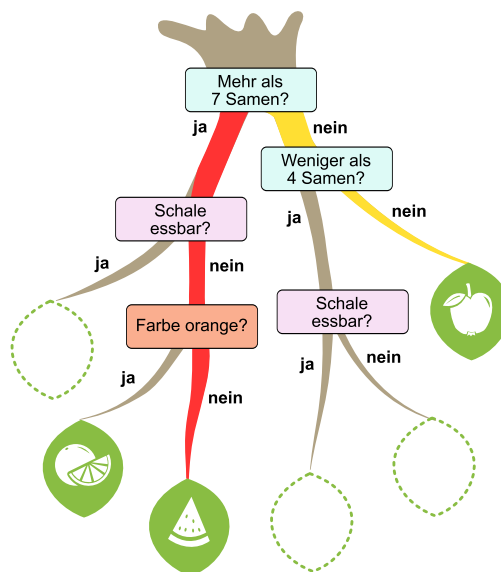 Mehr als
7 Samen?
ja
nein
Weniger als
4 Samen?
Schale
essbar?
ja
nein
ja
nein
Schale
essbar?
Farbe orange?
ja
nein
ja
nein